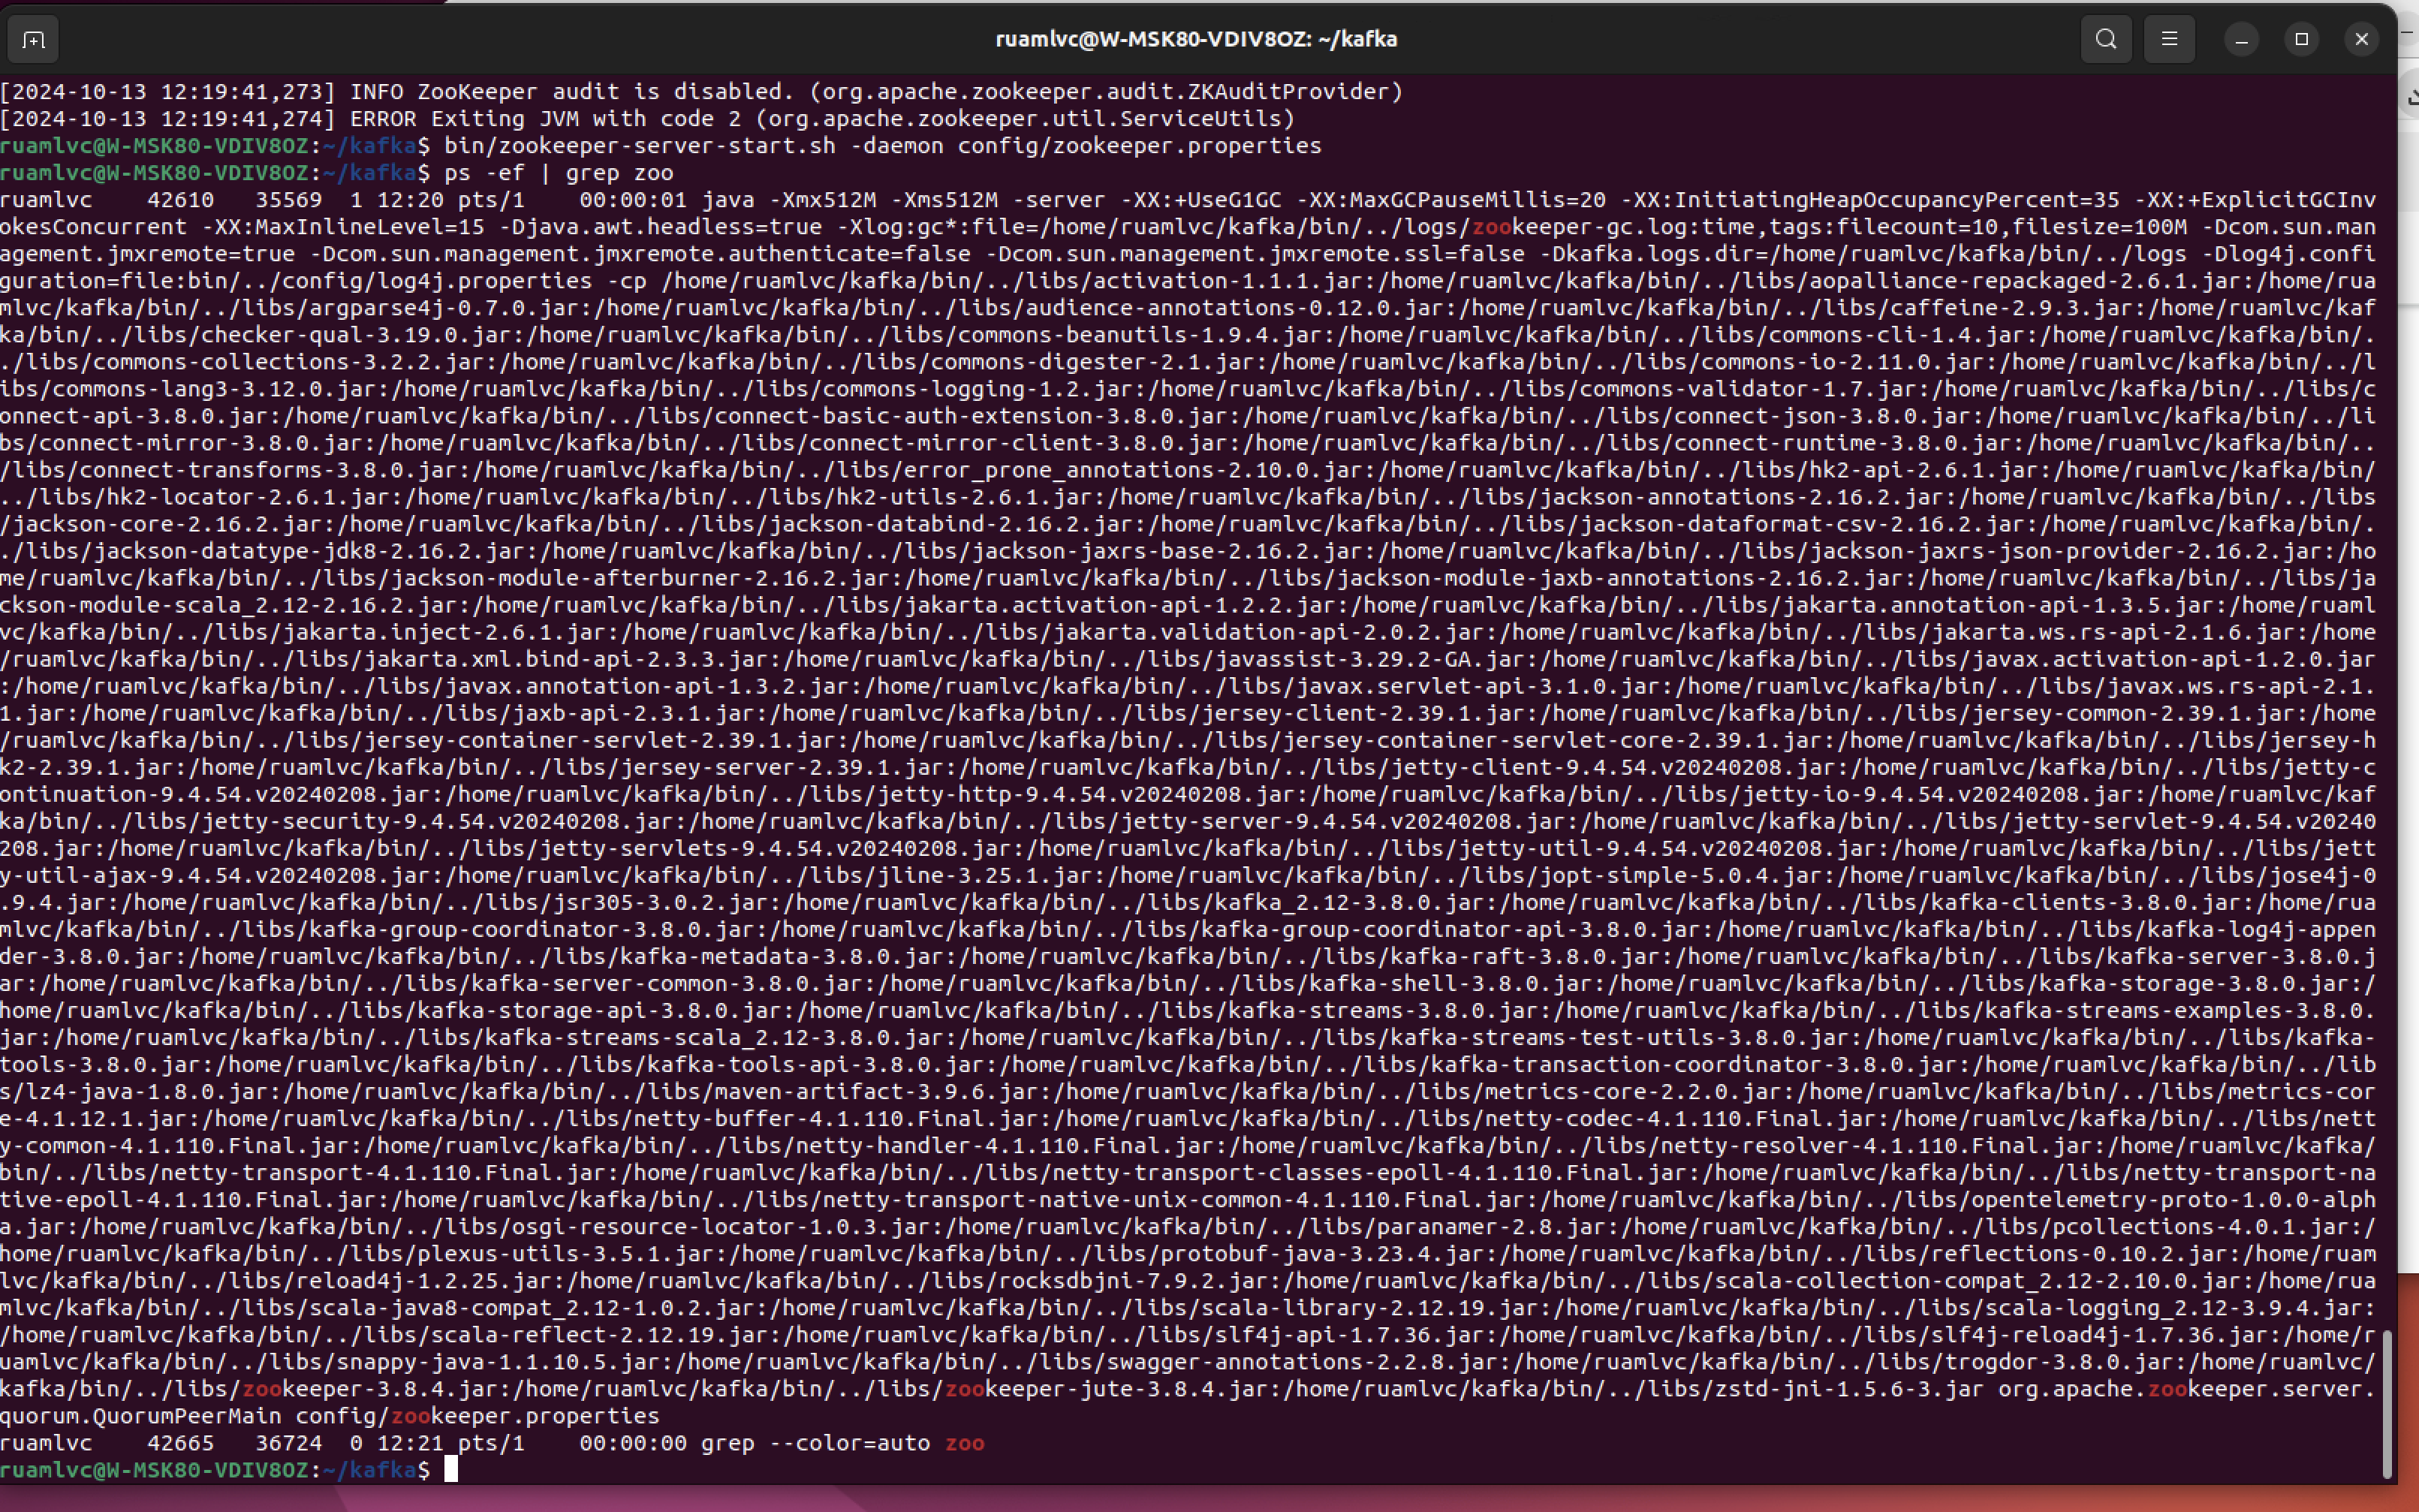 ruamlvc@W-MSK80-VDIV8OZ: ~/kafka
[2024-10-13 12:19:41,273] INFO ZooKeeper audit is disabled. (org.apache.zookeeper.audit.ZKAuditProvider)
[2024-10-13 12:19:41,274] ERROR Exiting JVM with code 2 (org.apache.zookeeper.util.ServiceUtils)
ruamlvc@W-MSK80-VDIV8OZ:~/kafka$ bin/zookeeper-server-start.sh -daemon config/zookeeper.properties
ruamlvc@W-MSK80-VDIV8OZ:~/kafka$ ps -ef | grep zoo
ruamlvc    42610   35569  1 12:20 pts/1    00:00:01 java -Xmx512M -Xms512M -server -XX:+UseG1GC -XX:MaxGCPauseMillis=20 -XX:InitiatingHeapOccupancyPercent=35 -XX:+ExplicitGCInv
okesConcurrent -XX:MaxInlineLevel=15 -Djava.awt.headless=true -Xlog:gc*:file=/home/ruamlvc/kafka/bin/../logs/zookeeper-gc.log:time,tags:filecount=10,filesize=100M -Dcom.sun.man
agement.jmxremote=true -Dcom.sun.management.jmxremote.authenticate=false -Dcom.sun.management.jmxremote.ssl=false -Dkafka.logs.dir=/home/ruamlvc/kafka/bin/../logs -Dlog4j.confi
guration=file:bin/../config/log4j.properties -cp /home/ruamlvc/kafka/bin/../libs/activation-1.1.1.jar:/home/ruamlvc/kafka/bin/../libs/aopalliance-repackaged-2.6.1.jar:/home/rua
mlvc/kafka/bin/../libs/argparse4j-0.7.0.jar:/home/ruamlvc/kafka/bin/../libs/audience-annotations-0.12.0.jar:/home/ruamlvc/kafka/bin/../libs/caffeine-2.9.3.jar:/home/ruamlvc/kaf
ka/bin/../libs/checker-qual-3.19.0.jar:/home/ruamlvc/kafka/bin/../libs/commons-beanutils-1.9.4.jar:/home/ruamlvc/kafka/bin/../libs/commons-cli-1.4.jar:/home/ruamlvc/kafka/bin/.
./libs/commons-collections-3.2.2.jar:/home/ruamlvc/kafka/bin/../libs/commons-digester-2.1.jar:/home/ruamlvc/kafka/bin/../libs/commons-io-2.11.0.jar:/home/ruamlvc/kafka/bin/../l
ibs/commons-lang3-3.12.0.jar:/home/ruamlvc/kafka/bin/../libs/commons-logging-1.2.jar:/home/ruamlvc/kafka/bin/../libs/commons-validator-1.7.jar:/home/ruamlvc/kafka/bin/../libs/c
onnect-api-3.8.0.jar:/home/ruamlvc/kafka/bin/../libs/connect-basic-auth-extension-3.8.0.jar:/home/ruamlvc/kafka/bin/../libs/connect-json-3.8.0.jar:/home/ruamlvc/kafka/bin/../li
bs/connect-mirror-3.8.0.jar:/home/ruamlvc/kafka/bin/../libs/connect-mirror-client-3.8.0.jar:/home/ruamlvc/kafka/bin/../libs/connect-runtime-3.8.0.jar:/home/ruamlvc/kafka/bin/..
/libs/connect-transforms-3.8.0.jar:/home/ruamlvc/kafka/bin/../libs/error_prone_annotations-2.10.0.jar:/home/ruamlvc/kafka/bin/../libs/hk2-api-2.6.1.jar:/home/ruamlvc/kafka/bin/
../libs/hk2-locator-2.6.1.jar:/home/ruamlvc/kafka/bin/../libs/hk2-utils-2.6.1.jar:/home/ruamlvc/kafka/bin/../libs/jackson-annotations-2.16.2.jar:/home/ruamlvc/kafka/bin/../libs
/jackson-core-2.16.2.jar:/home/ruamlvc/kafka/bin/../libs/jackson-databind-2.16.2.jar:/home/ruamlvc/kafka/bin/../libs/jackson-dataformat-csv-2.16.2.jar:/home/ruamlvc/kafka/bin/.
./libs/jackson-datatype-jdk8-2.16.2.jar:/home/ruamlvc/kafka/bin/../libs/jackson-jaxrs-base-2.16.2.jar:/home/ruamlvc/kafka/bin/../libs/jackson-jaxrs-json-provider-2.16.2.jar:/ho
me/ruamlvc/kafka/bin/../libs/jackson-module-afterburner-2.16.2.jar:/home/ruamlvc/kafka/bin/../libs/jackson-module-jaxb-annotations-2.16.2.jar:/home/ruamlvc/kafka/bin/../libs/ja
ckson-module-scala_2.12-2.16.2.jar:/home/ruamlvc/kafka/bin/../libs/jakarta.activation-api-1.2.2.jar:/home/ruamlvc/kafka/bin/../libs/jakarta.annotation-api-1.3.5.jar:/home/ruaml
vc/kafka/bin/../libs/jakarta.inject-2.6.1.jar:/home/ruamlvc/kafka/bin/../libs/jakarta.validation-api-2.0.2.jar:/home/ruamlvc/kafka/bin/../libs/jakarta.ws.rs-api-2.1.6.jar:/home
/ruamlvc/kafka/bin/../libs/jakarta.xml.bind-api-2.3.3.jar:/home/ruamlvc/kafka/bin/../libs/javassist-3.29.2-GA.jar:/home/ruamlvc/kafka/bin/../libs/javax.activation-api-1.2.0.jar
:/home/ruamlvc/kafka/bin/../libs/javax.annotation-api-1.3.2.jar:/home/ruamlvc/kafka/bin/../libs/javax.servlet-api-3.1.0.jar:/home/ruamlvc/kafka/bin/../libs/javax.ws.rs-api-2.1.
1.jar:/home/ruamlvc/kafka/bin/../libs/jaxb-api-2.3.1.jar:/home/ruamlvc/kafka/bin/../libs/jersey-client-2.39.1.jar:/home/ruamlvc/kafka/bin/../libs/jersey-common-2.39.1.jar:/home
/ruamlvc/kafka/bin/../libs/jersey-container-servlet-2.39.1.jar:/home/ruamlvc/kafka/bin/../libs/jersey-container-servlet-core-2.39.1.jar:/home/ruamlvc/kafka/bin/../libs/jersey-h
k2-2.39.1.jar:/home/ruamlvc/kafka/bin/../libs/jersey-server-2.39.1.jar:/home/ruamlvc/kafka/bin/../libs/jetty-client-9.4.54.v20240208.jar:/home/ruamlvc/kafka/bin/../libs/jetty-c
ontinuation-9.4.54.v20240208.jar:/home/ruamlvc/kafka/bin/../libs/jetty-http-9.4.54.v20240208.jar:/home/ruamlvc/kafka/bin/../libs/jetty-io-9.4.54.v20240208.jar:/home/ruamlvc/kaf
ka/bin/../libs/jetty-security-9.4.54.v20240208.jar:/home/ruamlvc/kafka/bin/../libs/jetty-server-9.4.54.v20240208.jar:/home/ruamlvc/kafka/bin/../libs/jetty-servlet-9.4.54.v20240
208.jar:/home/ruamlvc/kafka/bin/../libs/jetty-servlets-9.4.54.v20240208.jar:/home/ruamlvc/kafka/bin/../libs/jetty-util-9.4.54.v20240208.jar:/home/ruamlvc/kafka/bin/../libs/jett
y-util-ajax-9.4.54.v20240208.jar:/home/ruamlvc/kafka/bin/../libs/jline-3.25.1.jar:/home/ruamlvc/kafka/bin/../libs/jopt-simple-5.0.4.jar:/home/ruamlvc/kafka/bin/../libs/jose4j-0
.9.4.jar:/home/ruamlvc/kafka/bin/../libs/jsr305-3.0.2.jar:/home/ruamlvc/kafka/bin/../libs/kafka_2.12-3.8.0.jar:/home/ruamlvc/kafka/bin/../libs/kafka-clients-3.8.0.jar:/home/rua
mlvc/kafka/bin/../libs/kafka-group-coordinator-3.8.0.jar:/home/ruamlvc/kafka/bin/../libs/kafka-group-coordinator-api-3.8.0.jar:/home/ruamlvc/kafka/bin/../libs/kafka-log4j-appen
der-3.8.0.jar:/home/ruamlvc/kafka/bin/../libs/kafka-metadata-3.8.0.jar:/home/ruamlvc/kafka/bin/../libs/kafka-raft-3.8.0.jar:/home/ruamlvc/kafka/bin/../libs/kafka-server-3.8.0.j
ar:/home/ruamlvc/kafka/bin/../libs/kafka-server-common-3.8.0.jar:/home/ruamlvc/kafka/bin/../libs/kafka-shell-3.8.0.jar:/home/ruamlvc/kafka/bin/../libs/kafka-storage-3.8.0.jar:/
home/ruamlvc/kafka/bin/../libs/kafka-storage-api-3.8.0.jar:/home/ruamlvc/kafka/bin/../libs/kafka-streams-3.8.0.jar:/home/ruamlvc/kafka/bin/../libs/kafka-streams-examples-3.8.0.
jar:/home/ruamlvc/kafka/bin/../libs/kafka-streams-scala_2.12-3.8.0.jar:/home/ruamlvc/kafka/bin/../libs/kafka-streams-test-utils-3.8.0.jar:/home/ruamlvc/kafka/bin/../libs/kafka-
tools-3.8.0.jar:/home/ruamlvc/kafka/bin/../libs/kafka-tools-api-3.8.0.jar:/home/ruamlvc/kafka/bin/../libs/kafka-transaction-coordinator-3.8.0.jar:/home/ruamlvc/kafka/bin/../lib
s/lz4-java-1.8.0.jar:/home/ruamlvc/kafka/bin/../libs/maven-artifact-3.9.6.jar:/home/ruamlvc/kafka/bin/../libs/metrics-core-2.2.0.jar:/home/ruamlvc/kafka/bin/../libs/metrics-cor
e-4.1.12.1.jar:/home/ruamlvc/kafka/bin/../libs/netty-buffer-4.1.110.Final.jar:/home/ruamlvc/kafka/bin/../libs/netty-codec-4.1.110.Final.jar:/home/ruamlvc/kafka/bin/../libs/nett
y-common-4.1.110.Final.jar:/home/ruamlvc/kafka/bin/../libs/netty-handler-4.1.110.Final.jar:/home/ruamlvc/kafka/bin/../libs/netty-resolver-4.1.110.Final.jar:/home/ruamlvc/kafka/
bin/../libs/netty-transport-4.1.110.Final.jar:/home/ruamlvc/kafka/bin/../libs/netty-transport-classes-epoll-4.1.110.Final.jar:/home/ruamlvc/kafka/bin/../libs/netty-transport-na
tive-epoll-4.1.110.Final.jar:/home/ruamlvc/kafka/bin/../libs/netty-transport-native-unix-common-4.1.110.Final.jar:/home/ruamlvc/kafka/bin/../libs/opentelemetry-proto-1.0.0-alph
a.jar:/home/ruamlvc/kafka/bin/../libs/osgi-resource-locator-1.0.3.jar:/home/ruamlvc/kafka/bin/../libs/paranamer-2.8.jar:/home/ruamlvc/kafka/bin/../libs/pcollections-4.0.1.jar:/
home/ruamlvc/kafka/bin/../libs/plexus-utils-3.5.1.jar:/home/ruamlvc/kafka/bin/../libs/protobuf-java-3.23.4.jar:/home/ruamlvc/kafka/bin/../libs/reflections-0.10.2.jar:/home/ruam
lvc/kafka/bin/../libs/reload4j-1.2.25.jar:/home/ruamlvc/kafka/bin/../libs/rocksdbjni-7.9.2.jar:/home/ruamlvc/kafka/bin/../libs/scala-collection-compat_2.12-2.10.0.jar:/home/rua
mlvc/kafka/bin/../libs/scala-java8-compat_2.12-1.0.2.jar:/home/ruamlvc/kafka/bin/../libs/scala-library-2.12.19.jar:/home/ruamlvc/kafka/bin/../libs/scala-logging_2.12-3.9.4.jar:
/home/ruamlvc/kafka/bin/../libs/scala-reflect-2.12.19.jar:/home/ruamlvc/kafka/bin/../libs/slf4j-api-1.7.36.jar:/home/ruamlvc/kafka/bin/../libs/slf4j-reload4j-1.7.36.jar:/home/r
uamlvc/kafka/bin/../libs/snappy-java-1.1.10.5.jar:/home/ruamlvc/kafka/bin/../libs/swagger-annotations-2.2.8.jar:/home/ruamlvc/kafka/bin/../libs/trogdor-3.8.0.jar:/home/ruamlvc/
kafka/bin/../libs/zookeeper-3.8.4.jar:/home/ruamlvc/kafka/bin/../libs/zookeeper-jute-3.8.4.jar:/home/ruamlvc/kafka/bin/../libs/zstd-jni-1.5.6-3.jar org.apache.zookeeper.server.
quorum.QuorumPeerMain config/zookeeper.properties
ruamlvc    42665   36724  0 12:21 pts/1    00:00:00 grep --color=auto zoo
ruamlvc@W-MSK80-VDIV8OZ:~/kafka$